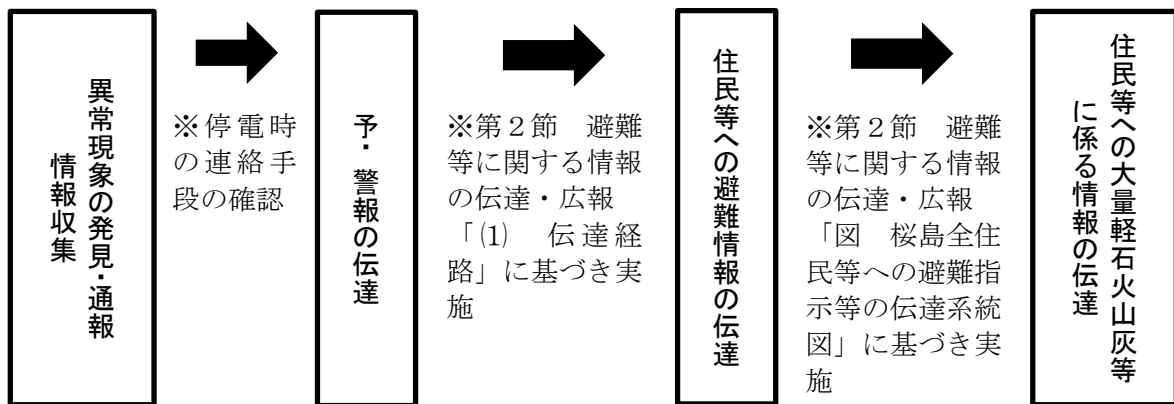 異常現象の発見・通報
情報収集
※停電時
の連絡手
段の確認
予・警報の伝達
※第２節　避難
等に関する情報
の伝達・広報
「⑴　伝達経
路」に基づき実
施
住民等への避難情報の伝達
※第２節　避難
等に関する情報
の伝達・広報
「図　桜島全住
民等への避難指
示等の伝達系統
図」に基づき実
施
住民等への大量軽石火山灰等
に係る情報の伝達